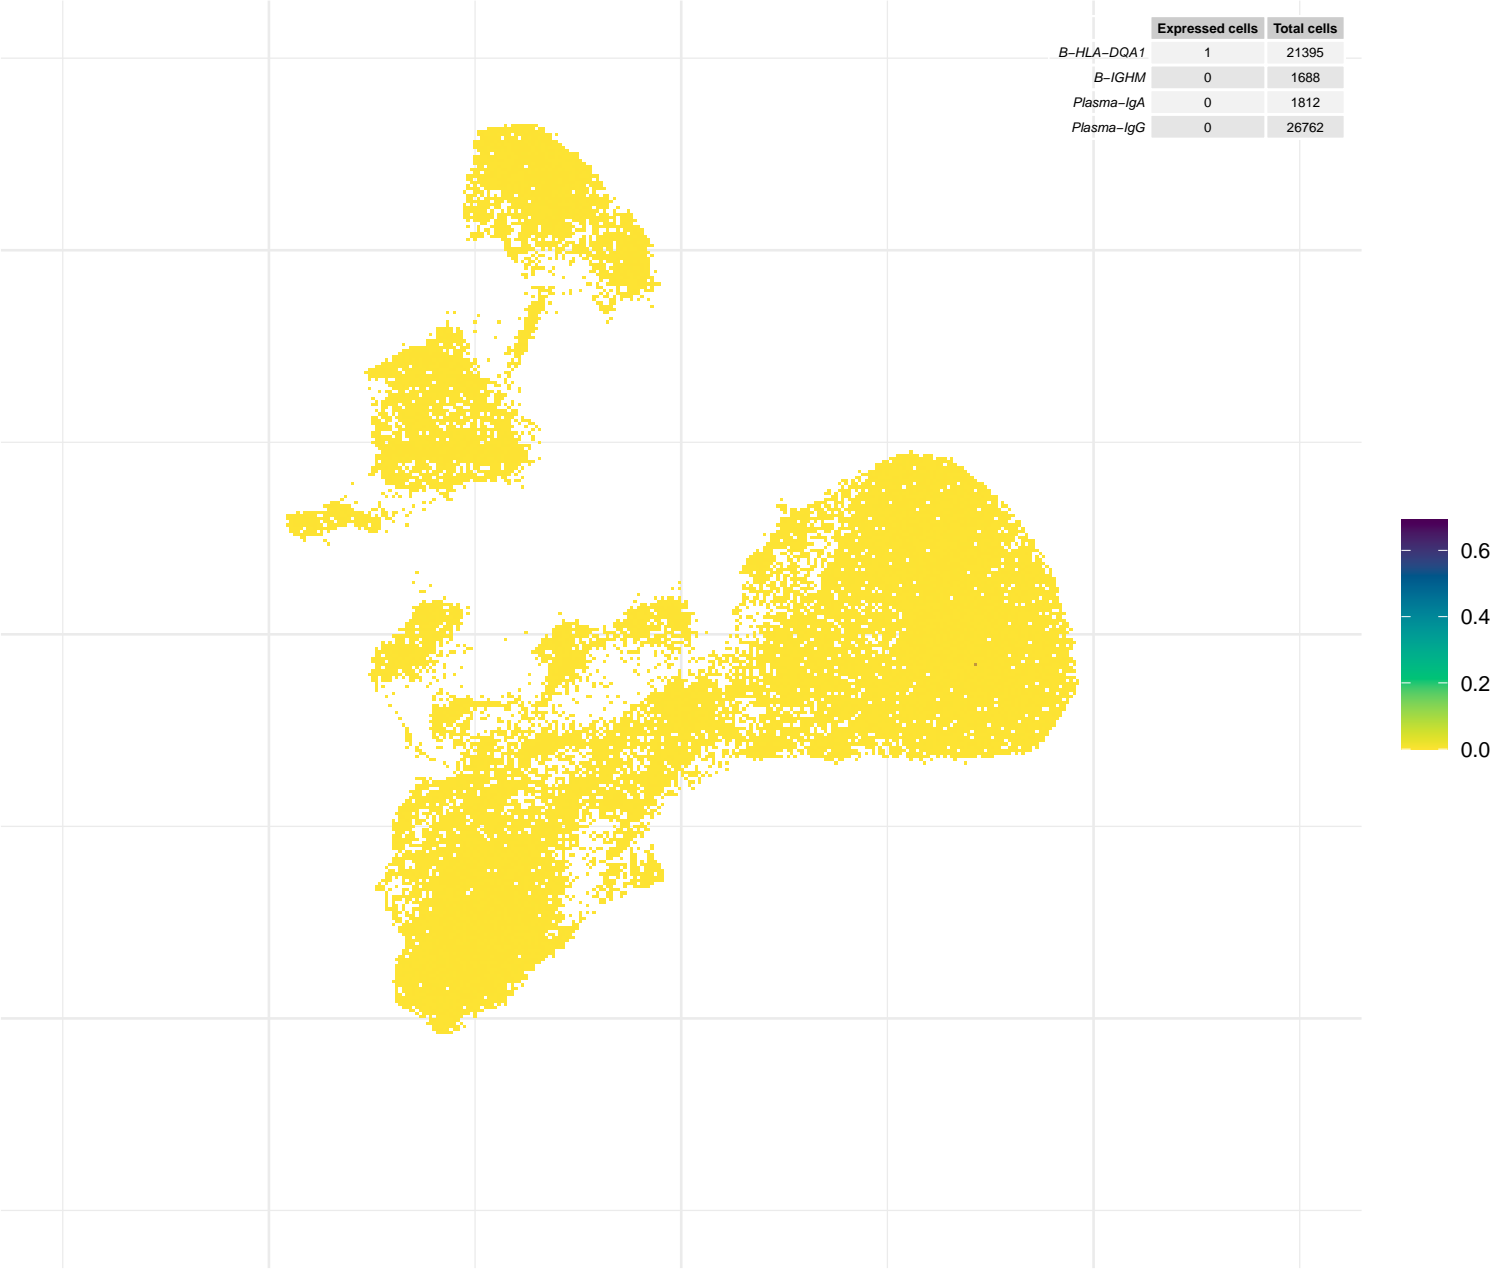 Expressed cells Total cells
B−HLA−DQA1 1 21395
B−IGHM 0 1688
Plasma−IgA 0 1812
Plasma−IgG 0 26762
0.6
0.4
0.2
0.0